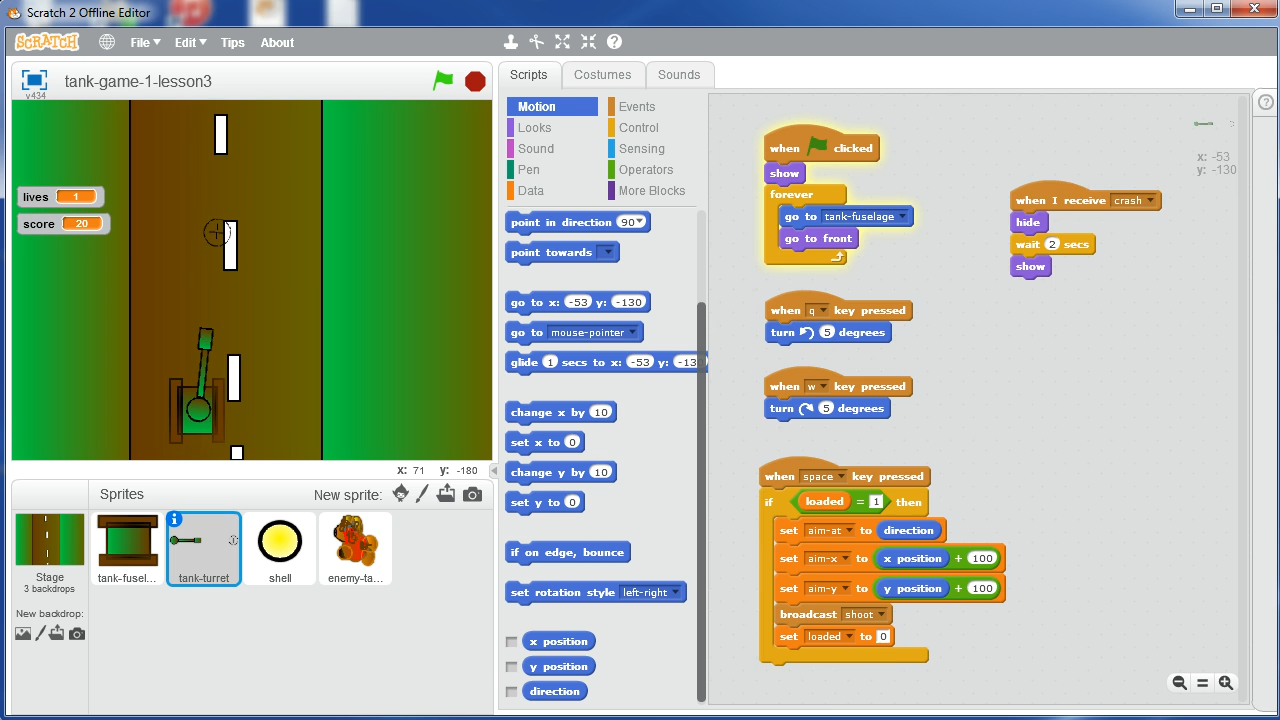 Scratch 2 Offline Editor
SCRATCH File Edit Tips About
v434 tank-game-1-lesson3
lives 1
score 20
x: 71 y: -180
Sprites New sprite:
Stage
3 backdrops
New backdrop:
tank-fusel...
tank-turret
shell
enemy-ta...
Scripts Costumes Sounds
Motion Events
Looks Control
Sound Sensing
Pen Operators
Data More Blocks
point in direction 90
point towards
go to x: -53 y: -130
go to mouse-pointer
glide 1 secs to x: -53 y: -13
change x by 10
set x to 0
change y by 10
set y to 0
if on edge, bounce
set rotation style left-right
x position
y position
direction
when clicked
show
forever
go to tank-fuselage
go to front
when q key pressed
turn 5 degrees
when w key pressed
turn 5 degrees
when space key pressed
if loaded = 1 then
set aim-at to direction
set aim-x to x position + 100
set aim-y to y position + 100
broadcast shoot
set loaded to 0
when I receive crash
hide
wait 2 secs
show
x: -53
y: -130